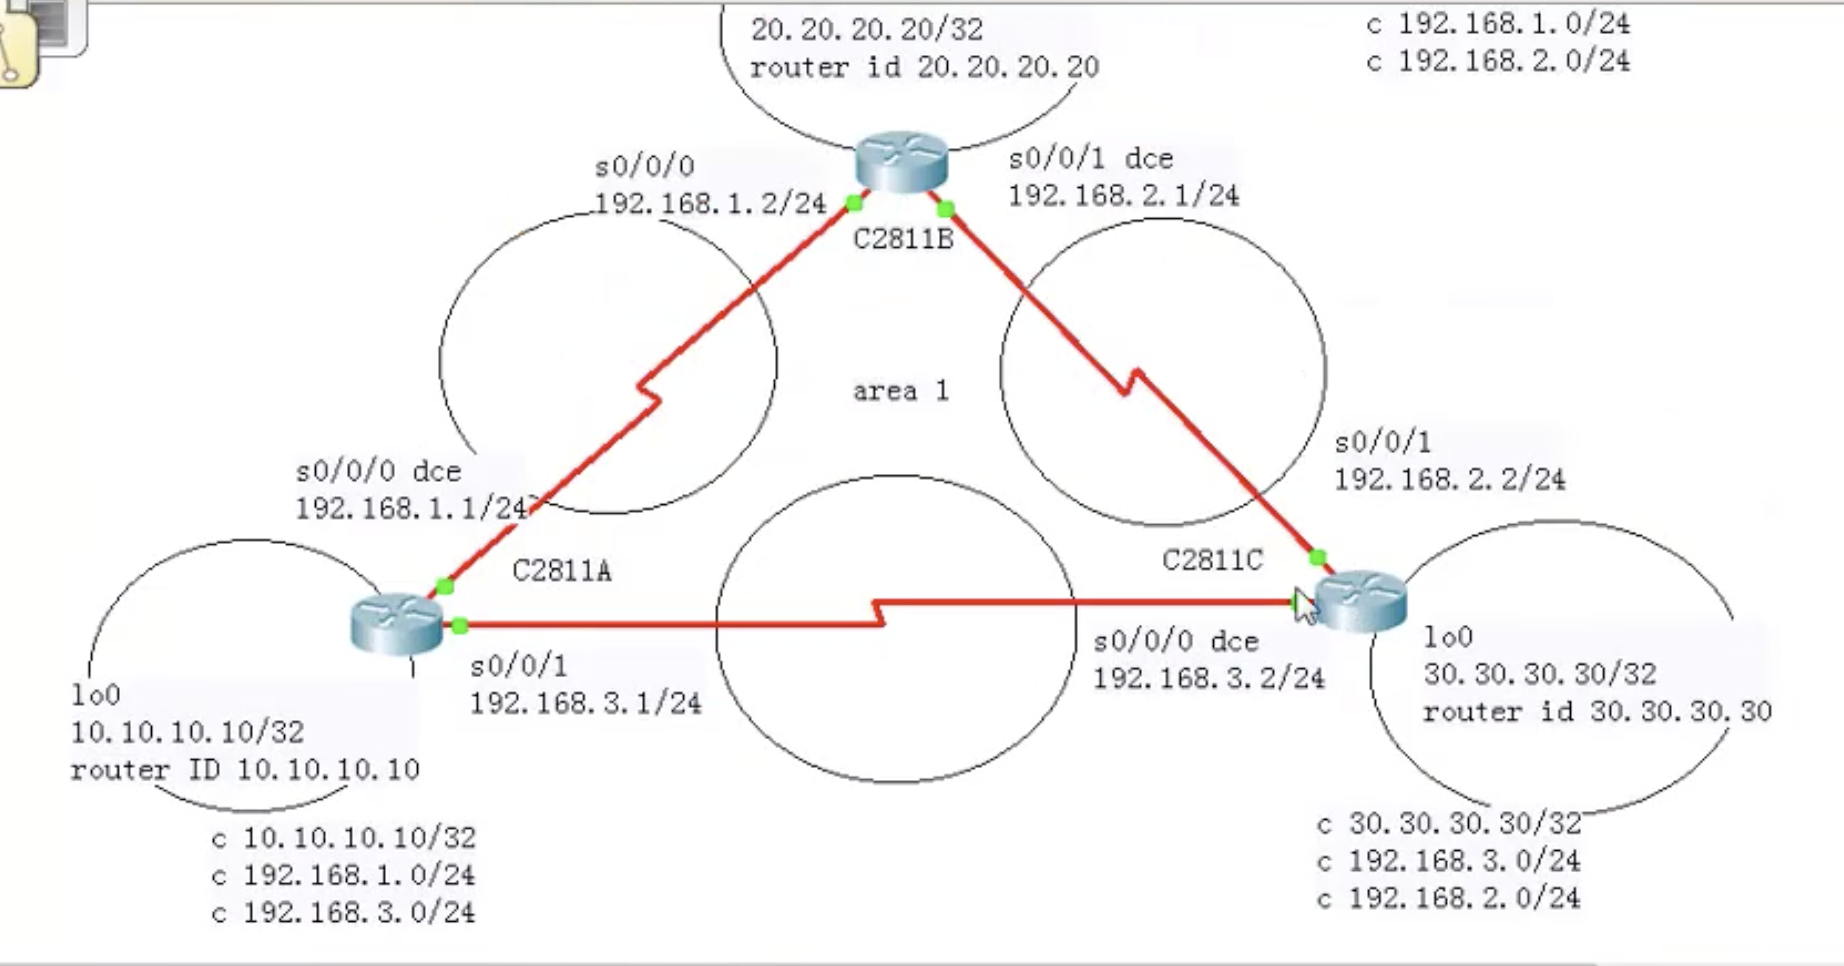 20.20.20.20/32
router id 20.20.20.20
c 192.168.1.0/24
c 192.168.2.0/24
s0/0/0
192.168.1.2/24
s0/0/1 dce
192.168.2.1/24
C2811B
area 1
s0/0/0 dce
192.168.1.1/24
s0/0/1
192.168.2.2/24
C2811A
C2811C
s0/0/1
192.168.3.1/24
s0/0/0 dce
192.168.3.2/24
lo0
30.30.30.30/32
router id 30.30.30.30
lo0
10.10.10.10/32
router ID 10.10.10.10
c 10.10.10.10/32
c 192.168.1.0/24
c 192.168.3.0/24
c 30.30.30.30/32
c 192.168.3.0/24
c 192.168.2.0/24